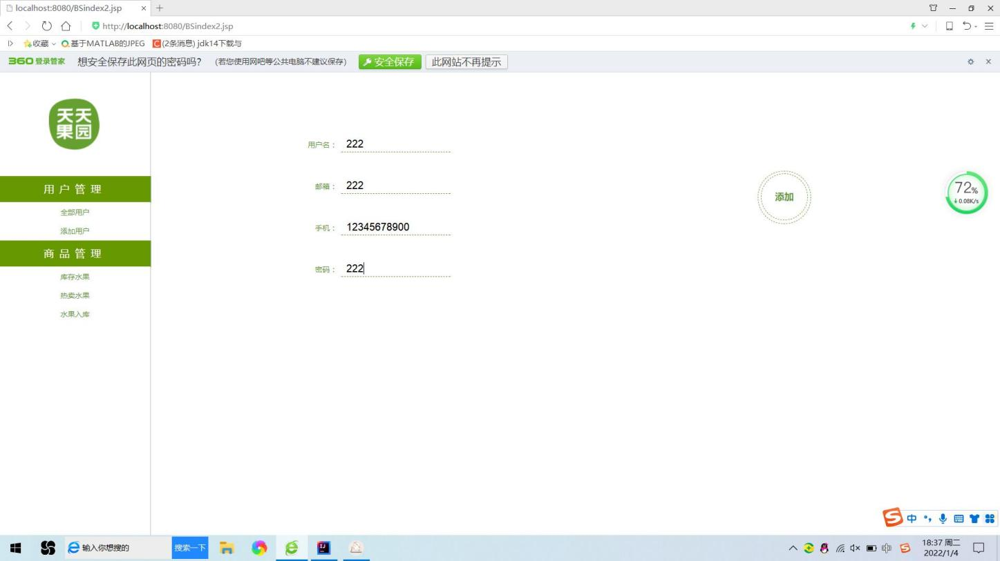 localhost:8080/BSindex2.jsp
http://localhost:8080/BSindex2.jsp
收藏 基于MATLAB的JPEG (2条消息) jdk14下载与
360 登录管家 想安全保存此网页的密码吗? (若您使用网吧等公共电脑不建议保存) 安全保存 此网站不再提示
天天
果园
用户管理
全部用户
添加用户
商品管理
库存水果
热卖水果
水果入库
用户名： 222
邮箱： 222
手机： 12345678900
密码： 222
添加
72%
0.08K/s
中
输入你想搜的 搜索一下
中
18:37 周二
2022/1/4